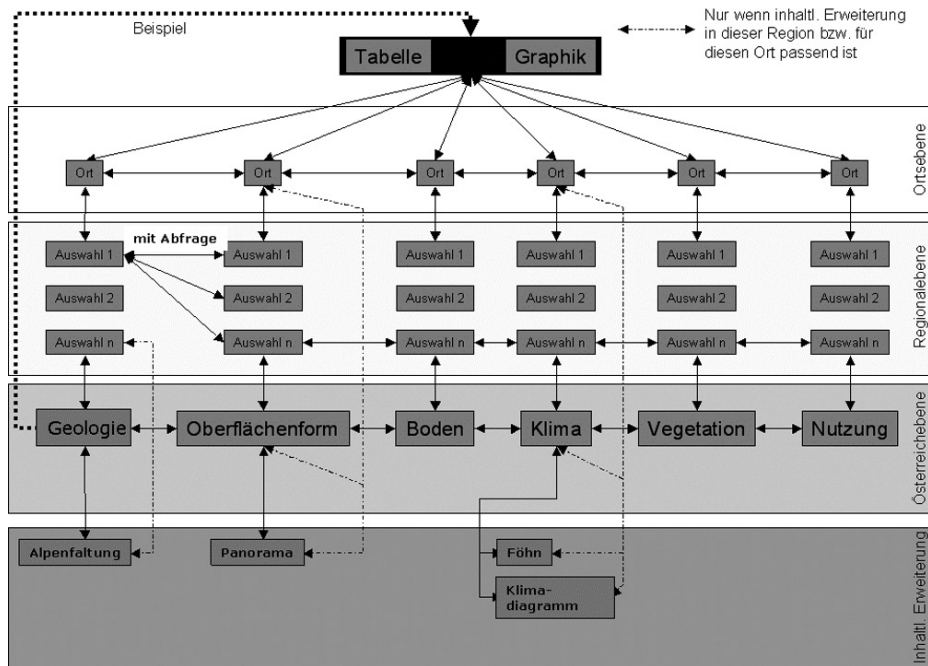 Beispiel
Nur wenn inhaltl. Erweiterung
in dieser Region bzw. für
diesen Ort passend ist
Tabelle
Graphik
Ortsebene
Ort
Ort
Ort
Ort
Ort
Ort
Regionalebene
mit Abfrage
Auswahl 1
Auswahl 1
Auswahl 1
Auswahl 1
Auswahl 1
Auswahl 1
Auswahl 2
Auswahl 2
Auswahl 2
Auswahl 2
Auswahl 2
Auswahl 2
Auswahl n
Auswahl n
Auswahl n
Auswahl n
Auswahl n
Auswahl n
Österreichebene
Geologie
Oberflächenform
Boden
Klima
Vegetation
Nutzung
Inhaltl. Erweiterung
Alpenfaltung
Panorama
Föhn
Klima-
diagramm